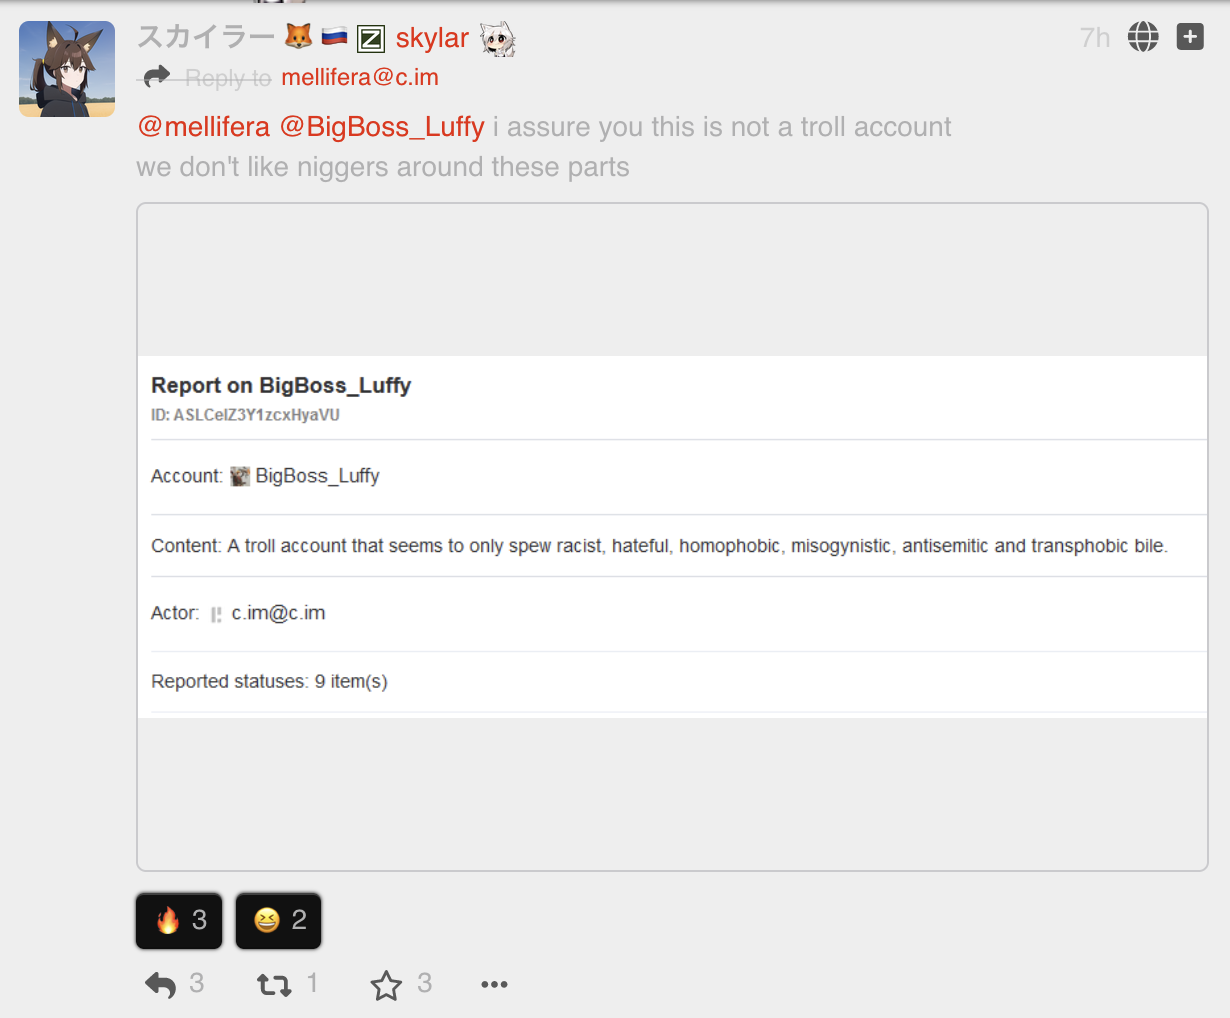 スカイラー skylar 7h
Reply to mellifera@c.im
@mellifera @BigBoss_Luffy i assure you this is not a troll account
we don't like niggers around these parts
Report on BigBoss_Luffy
ID: ASLCelZ3Y1zcxHyaVU
Account: BigBoss_Luffy
Content: A troll account that seems to only spew racist, hateful, homophobic, misogynistic, antisemitic and transphobic bile.
Actor: c.im@c.im
Reported statuses: 9 item(s)
3 2
3 1 3